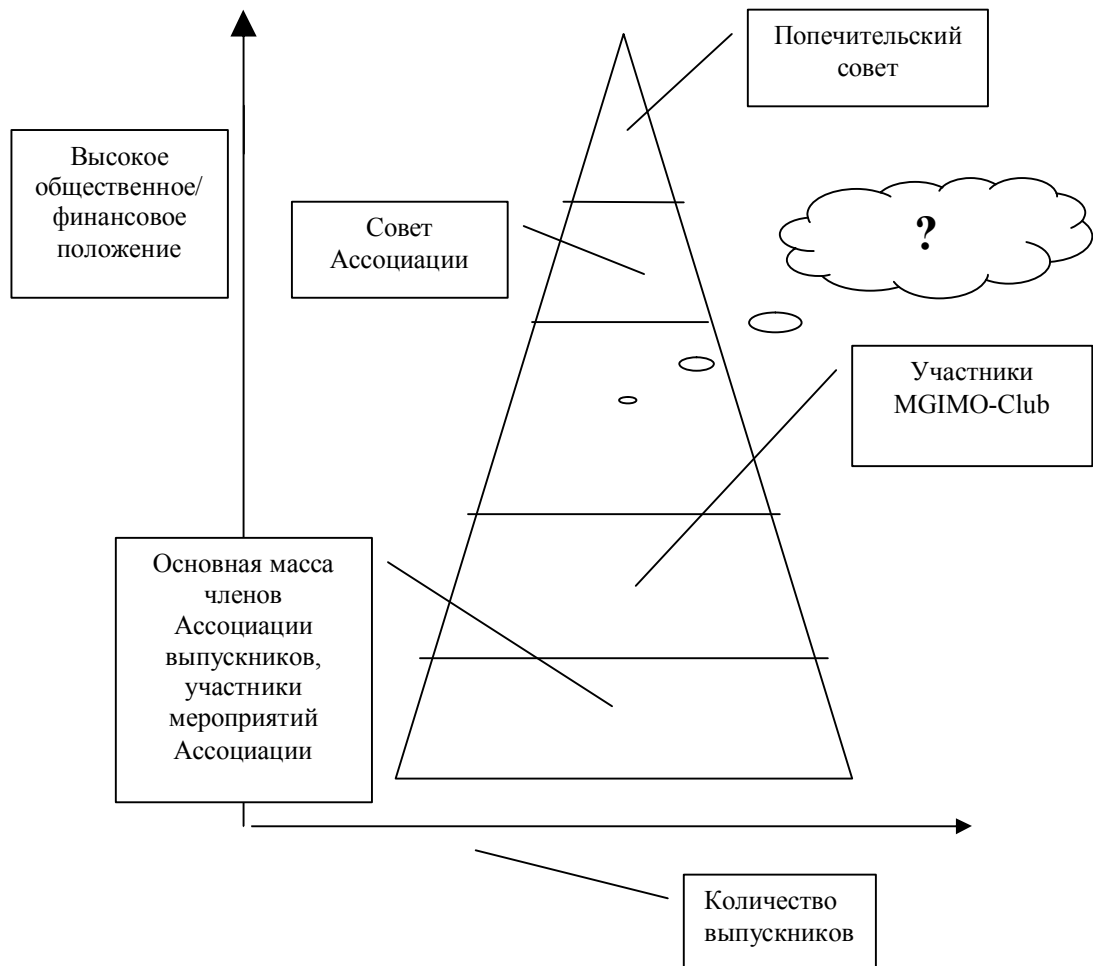 Попечительский
совет
Высокое
общественное/
финансовое
положение
Совет
Ассоциации
?
Участники
MGIMO-Club
Основная масса
членов
Ассоциации
выпускников,
участники
мероприятий
Ассоциации
Количество
выпускников